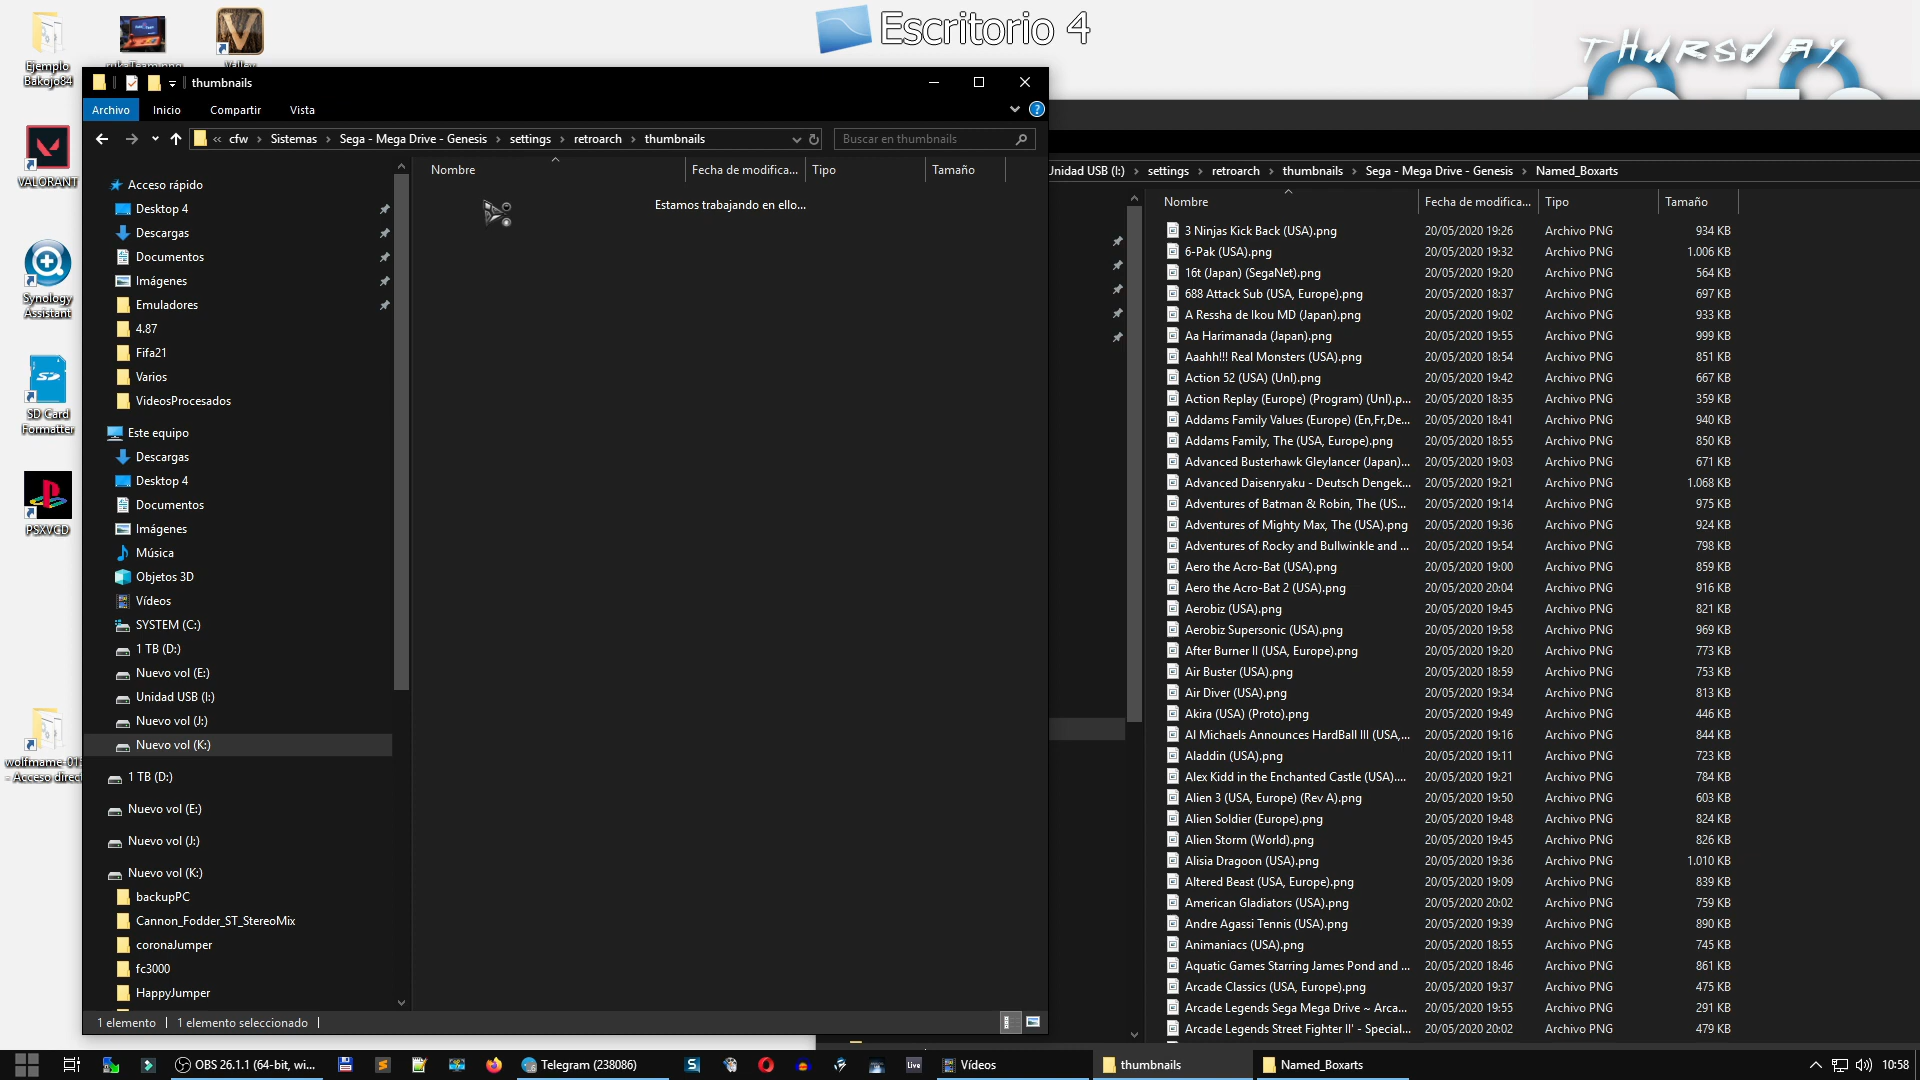 Escritorio 4
THURSDAY
Ejemplo
Bakojo84
Valley
VALORANT
Synology
Assistant
SD Card
Formatter
PSXVCD
- Acceso direct
thumbnails
Archivo
Inicio
Compartir
Vista
« cfw > Sistemas > Sega - Mega Drive - Genesis > settings > retroarch > thumbnails
Buscar en thumbnails
Nombre
Fecha de modifica...
Tipo
Tamaño
Estamos trabajando en ello...
Acceso rápido
Desktop 4
Descargas
Documentos
Imágenes
Emuladores
4.87
Fifa21
Varios
VideosProcesados
Este equipo
Descargas
Desktop 4
Documentos
Imágenes
Música
Objetos 3D
Vídeos
SYSTEM (C:)
1 TB (D:)
Nuevo vol (E:)
Unidad USB (I:)
Nuevo vol (J:)
Nuevo vol (K:)
1 TB (D:)
Nuevo vol (E:)
Nuevo vol (J:)
Nuevo vol (K:)
backupPC
Cannon_Fodder_ST_StereoMix
coronaJumper
fc3000
HappyJumper
1 elemento
1 elemento seleccionado
Unidad USB (I:) > settings > retroarch > thumbnails > Sega - Mega Drive - Genesis > Named_Boxarts
Nombre Fecha de modifica... Tipo Tamaño
3 Ninjas Kick Back (USA).png 20/05/2020 19:26 Archivo PNG 934 KB
6-Pak (USA).png 20/05/2020 19:32 Archivo PNG 1.006 KB
16t (Japan) (SegaNet).png 20/05/2020 19:20 Archivo PNG 564 KB
688 Attack Sub (USA, Europe).png 20/05/2020 18:37 Archivo PNG 697 KB
A Ressha de Ikou MD (Japan).png 20/05/2020 19:02 Archivo PNG 933 KB
Aa Harimanada (Japan).png 20/05/2020 19:55 Archivo PNG 999 KB
Aaahh!!! Real Monsters (USA).png 20/05/2020 18:54 Archivo PNG 851 KB
Action 52 (USA) (Unl).png 20/05/2020 19:42 Archivo PNG 667 KB
Action Replay (Europe) (Program) (Unl).p... 20/05/2020 18:35 Archivo PNG 359 KB
Addams Family Values (Europe) (En,Fr,De... 20/05/2020 18:41 Archivo PNG 940 KB
Addams Family, The (USA, Europe).png 20/05/2020 18:55 Archivo PNG 850 KB
Advanced Busterhawk Gleylancer (Japan)... 20/05/2020 19:03 Archivo PNG 671 KB
Advanced Daisenryaku - Deutsch Dengek... 20/05/2020 19:21 Archivo PNG 1.068 KB
Adventures of Batman & Robin, The (US... 20/05/2020 19:14 Archivo PNG 975 KB
Adventures of Mighty Max, The (USA).png 20/05/2020 19:36 Archivo PNG 924 KB
Adventures of Rocky and Bullwinkle and ... 20/05/2020 19:54 Archivo PNG 798 KB
Aero the Acro-Bat (USA).png 20/05/2020 19:00 Archivo PNG 859 KB
Aero the Acro-Bat 2 (USA).png 20/05/2020 20:04 Archivo PNG 916 KB
Aerobiz (USA).png 20/05/2020 19:45 Archivo PNG 821 KB
Aerobiz Supersonic (USA).png 20/05/2020 19:58 Archivo PNG 969 KB
After Burner II (USA, Europe).png 20/05/2020 19:20 Archivo PNG 773 KB
Air Buster (USA).png 20/05/2020 18:59 Archivo PNG 753 KB
Air Diver (USA).png 20/05/2020 19:34 Archivo PNG 813 KB
Akira (USA) (Proto).png 20/05/2020 19:49 Archivo PNG 446 KB
Al Michaels Announces HardBall III (USA,... 20/05/2020 19:16 Archivo PNG 844 KB
Aladdin (USA).png 20/05/2020 19:11 Archivo PNG 723 KB
Alex Kidd in the Enchanted Castle (USA).... 20/05/2020 19:21 Archivo PNG 784 KB
Alien 3 (USA, Europe) (Rev A).png 20/05/2020 19:50 Archivo PNG 603 KB
Alien Soldier (Europe).png 20/05/2020 19:48 Archivo PNG 824 KB
Alien Storm (World).png 20/05/2020 19:45 Archivo PNG 826 KB
Alisia Dragoon (USA).png 20/05/2020 19:36 Archivo PNG 1.010 KB
Altered Beast (USA, Europe).png 20/05/2020 19:09 Archivo PNG 839 KB
American Gladiators (USA).png 20/05/2020 20:02 Archivo PNG 759 KB
Andre Agassi Tennis (USA).png 20/05/2020 19:39 Archivo PNG 890 KB
Animaniacs (USA).png 20/05/2020 18:55 Archivo PNG 745 KB
Aquatic Games Starring James Pond and ... 20/05/2020 18:46 Archivo PNG 861 KB
Arcade Classics (USA, Europe).png 20/05/2020 19:37 Archivo PNG 475 KB
Arcade Legends Sega Mega Drive ~ Arca... 20/05/2020 19:55 Archivo PNG 291 KB
Arcade Legends Street Fighter II' - Special... 20/05/2020 20:02 Archivo PNG 479 KB
OBS 26.1.1 (64-bit, wi...
Telegram (238086)
live
Vídeos
thumbnails
Named_Boxarts
10:58